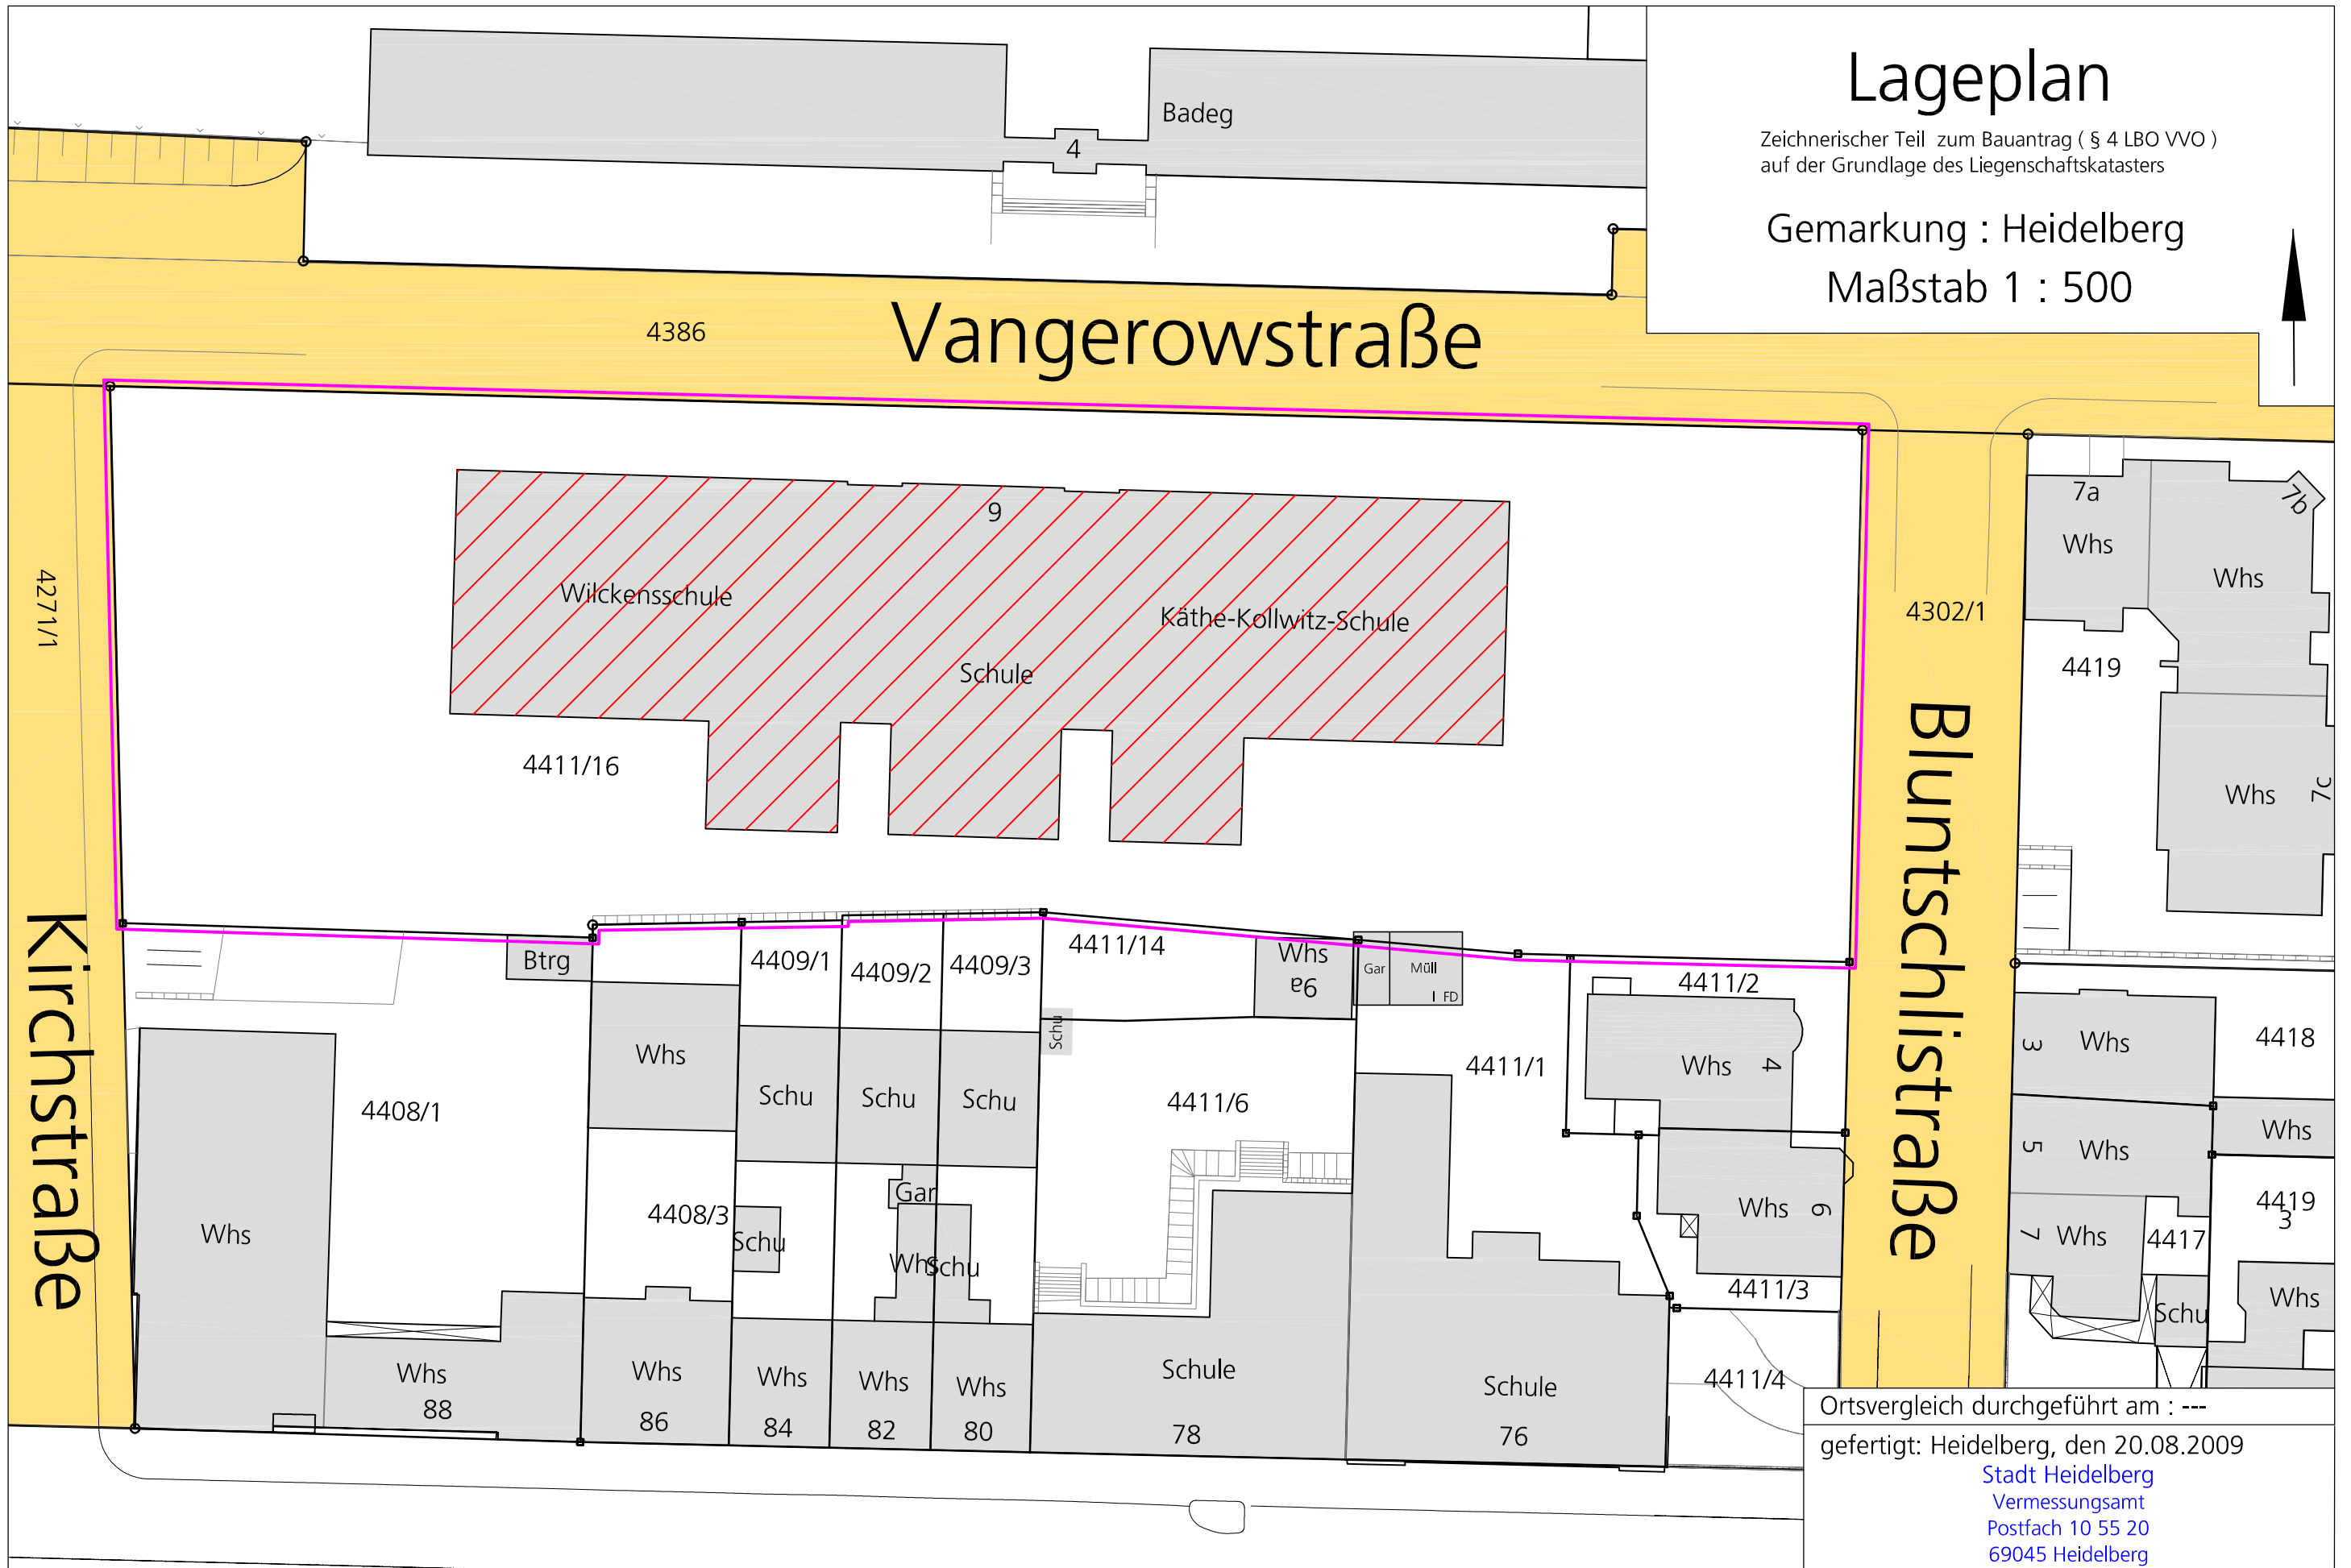 Lageplan
Zeichnerischer Teil zum Bauantrag ( § 4 LBO VVO )
auf der Grundlage des Liegenschaftskatasters
Gemarkung : Heidelberg
Maßstab 1 : 500
Badeg
4
4386
Vangerowstraße
4271/1
Kirchstraße
9
Wilckensschule
Käthe-Kollwitz-Schule
Schule
4411/16
4302/1
Bluntschlistraße
7a
Whs
7b
Whs
4419
Whs
7c
Btrg
4409/1
4409/2
4409/3
4411/14
Whs
9a
Gar
Müll
I FD
4411/2
Whs
Schu
Schu
Schu
Schu
4411/6
4411/1
Whs
4
3
Whs
4418
4408/1
5
Whs
Whs
4408/3
Whs
Schu
Gar
Whs
Schu
Whs
6
4419
3
7
Whs
4417
4411/3
Schu
Whs
Whs
88
Whs
86
Whs
84
Whs
82
Whs
80
Schule
78
Schule
76
4411/4
Ortsvergleich durchgeführt am : ---
gefertigt: Heidelberg, den 20.08.2009
Stadt Heidelberg
Vermessungsamt
Postfach 10 55 20
69045 Heidelberg